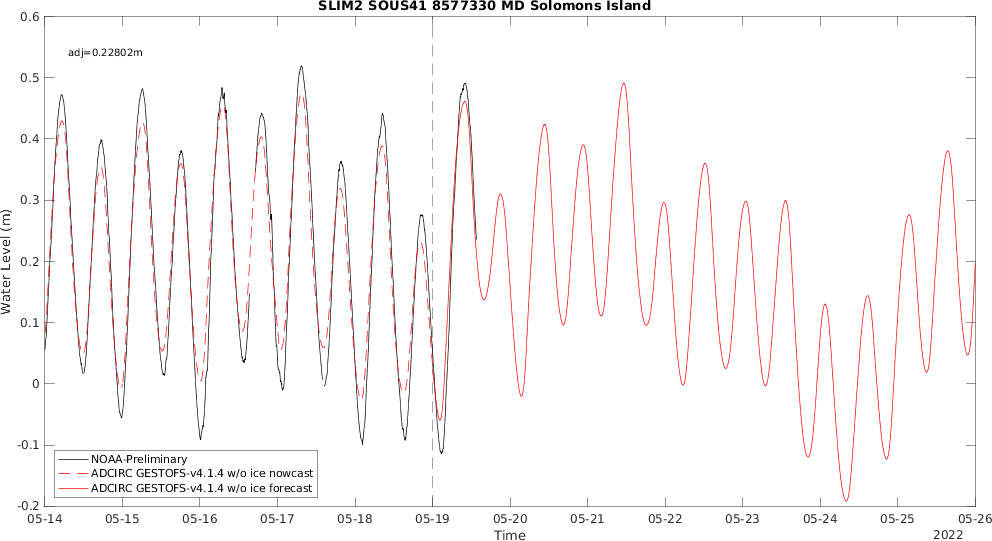 SLIM2 SOUS41 8577330 MD Solomons Island
adj=0.22802m
0.6
0.5
0.4
0.3
0.2
0.1
0
-0.1
-0.2
Water Level (m)
NOAA-Preliminary
ADCIRC GESTOFS-v4.1.4 w/o ice nowcast
ADCIRC GESTOFS-v4.1.4 w/o ice forecast
05-14 05-15 05-16 05-17 05-18 05-19 05-20 05-21 05-22 05-23 05-24 05-25 05-26
Time
2022